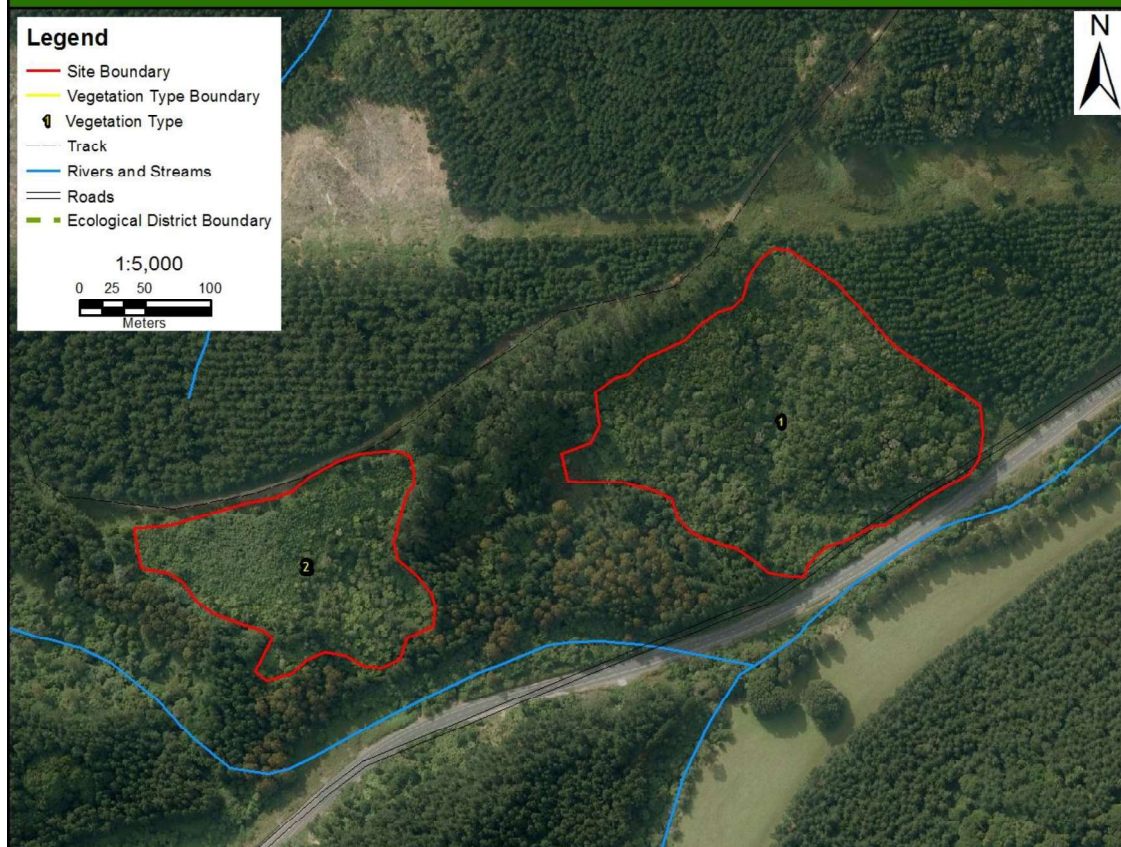 Legend
Site Boundary
Vegetation Type Boundary
1 Vegetation Type
Track
Rivers and Streams
Roads
Ecological District Boundary
1:5,000
0 25 50 100
Meters
N
1
2